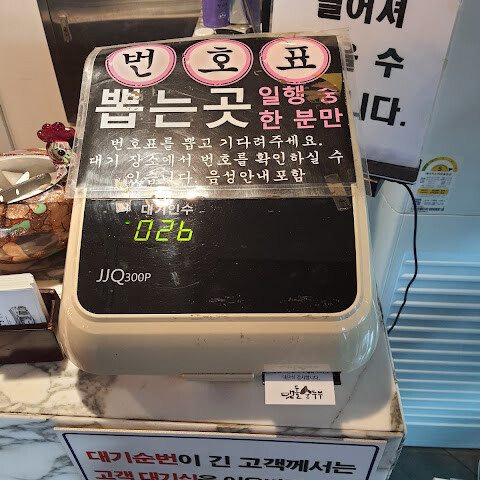 번호표
뽑는곳
일행 중
한 분만
번호표를 뽑고 기다려주세요.
대기 장소에서 번호를 확인하실 수
있습니다. 음성안내포함
대기인수
026
JJQ300P
수
니다.
대기순번이 긴 고객께서는